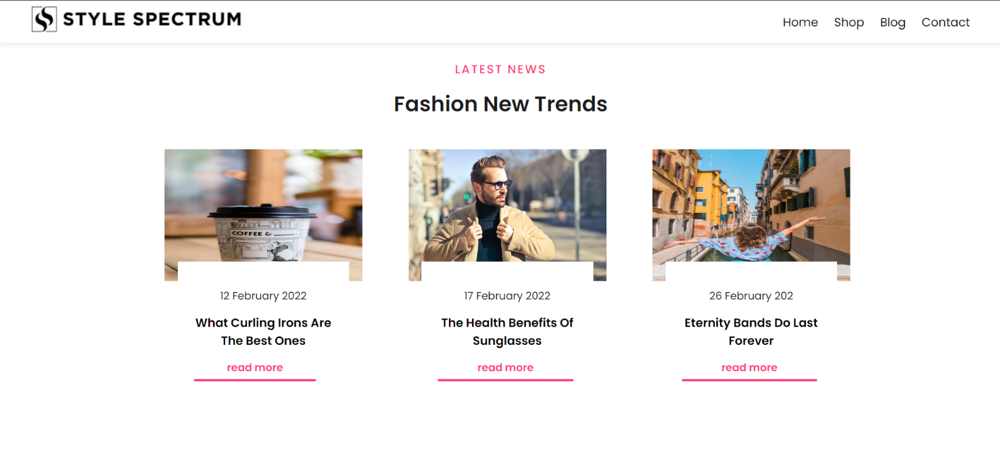 STYLE SPECTRUM
Home Shop Blog Contact
LATEST NEWS
Fashion New Trends
COFFEE &
12 February 2022
What Curling Irons Are
The Best Ones
read more
17 February 2022
The Health Benefits Of
Sunglasses
read more
26 February 202
Eternity Bands Do Last
Forever
read more